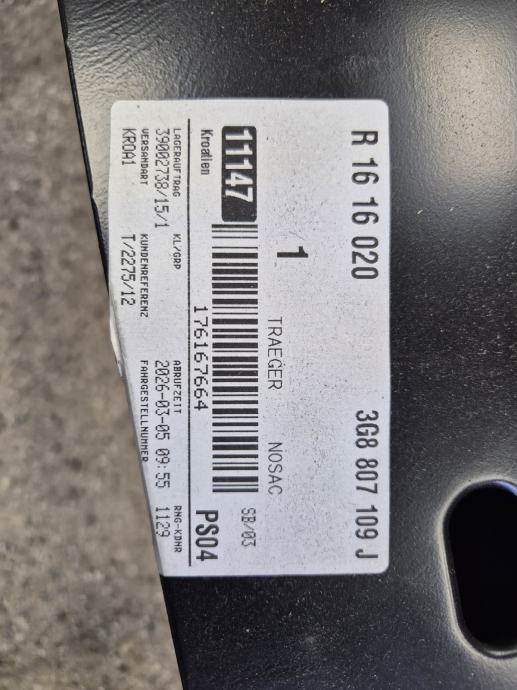 R 16 16 020 3G8 807 109 J
1 TRAEGER NOSAC
SB/03
11147
176167664
Kroatien PS04
LAGERAUFTRAG KL/GRP ABRUFZEIT RNG-KDNR
39002738/15/1 2026-03-05 09:55 1129
VERSANDART KUNDENREFERENZ FAHRGESTELLNUMMER
KROA1 T/2275/12